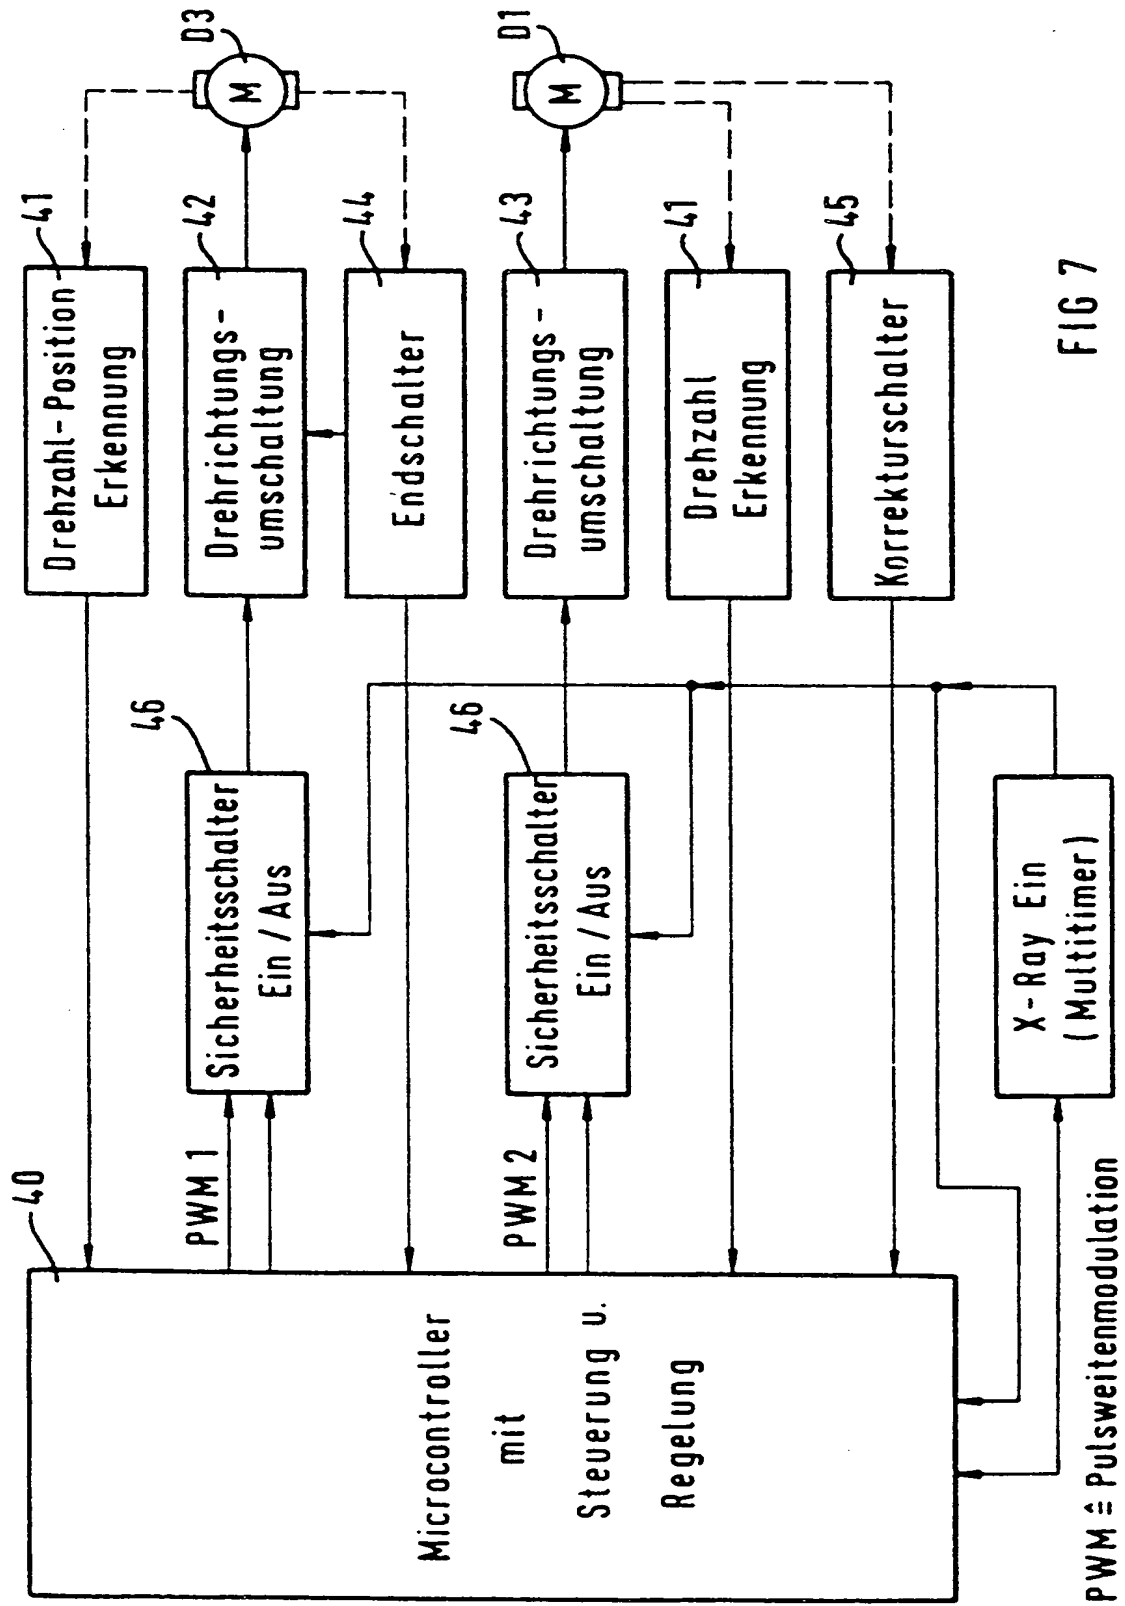 40
Microcontroller
mit
Steuerung u.
Regelung
PWM 1
PWM 2
46
Sicherheitsschalter
Ein / Aus
46
Sicherheitsschalter
Ein / Aus
X-Ray Ein
(Multitimer)
41
Drehzahl-Position
Erkennung
42
Drehrichtungs-
umschaltung
44
Endschalter
43
Drehrichtungs-
umschaltung
41
Drehzahl
Erkennung
45
Korrekturschalter
D3
M
D1
M
PWM ≙ Pulsweitenmodulation
FIG 7